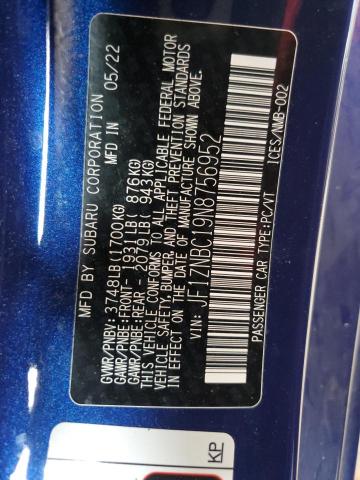 MFD BY SUBARU CORPORATION 05/22
MADE IN
GVWR/PNBV: 3748LB(1700KG)
GAWR/PNBE:FRONT- 1931LB( 876KG)
GAWR/PNBE:REAR- 2079LB( 943KG)
THIS VEHICLE CONFORMS TO ALL APPLICABLE FEDERAL MOTOR
VEHICLE SAFETY, BUMPER, AND THEFT PREVENTION STANDARDS
IN EFFECT ON THE DATE OF MANUFACTURE SHOWN ABOVE.
VIN: JF1ZNBC19N8756952
PASSENGER CAR TYPE:PC/VT
ICES/NMB-002
KP